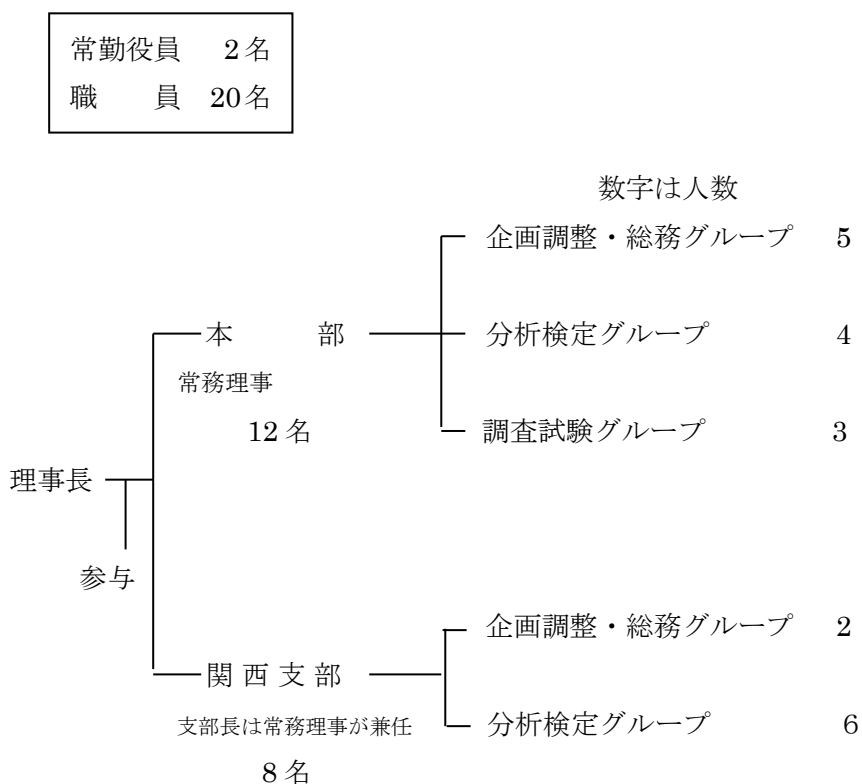 常勤役員 2名
職 員 20名
数字は人数
企画調整・総務グループ 5
本 部
分析検定グループ 4
常務理事
12名
調査試験グループ 3
理事長
参与
企画調整・総務グループ 2
関西支部
支部長は常務理事が兼任
分析検定グループ 6
8名